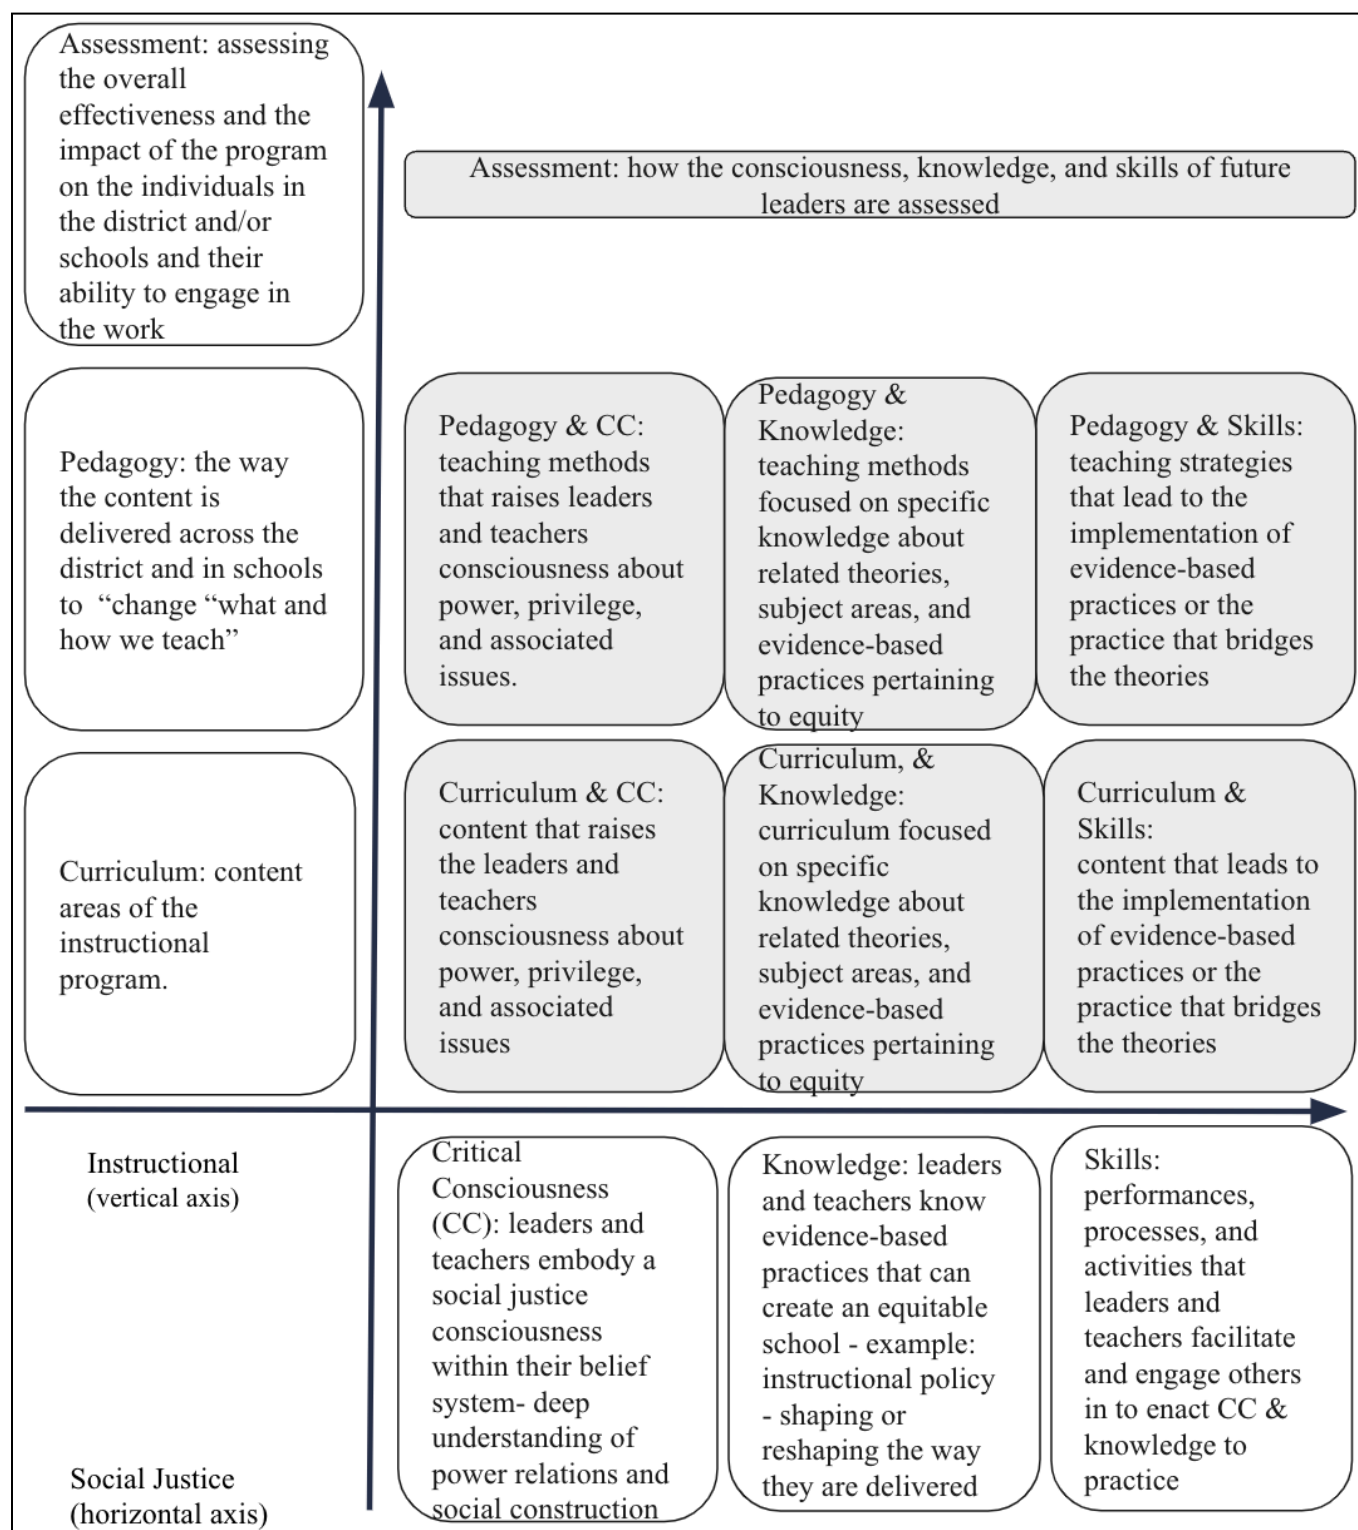 Assessment: assessing
the overall
effectiveness and the
impact of the program
on the individuals in
the district and/or
schools and their
ability to engage in
the work
Assessment: how the consciousness, knowledge, and skills of future
leaders are assessed
Pedagogy: the way
the content is
delivered across the
district and in schools
to “change “what and
how we teach”
Pedagogy & CC:
teaching methods
that raises leaders
and teachers
consciousness about
power, privilege,
and associated
issues.
Pedagogy &
Knowledge:
teaching methods
focused on specific
knowledge about
related theories,
subject areas, and
evidence-based
practices pertaining
to equity
Pedagogy & Skills:
teaching strategies
that lead to the
implementation of
evidence-based
practices or the
practice that bridges
the theories
Curriculum: content
areas of the
instructional
program.
Curriculum & CC:
content that raises
the leaders and
teachers
consciousness about
power, privilege,
and associated
issues
Curriculum, &
Knowledge:
curriculum focused
on specific
knowledge about
related theories,
subject areas, and
evidence-based
practices pertaining
to equity
Curriculum &
Skills:
content that leads to
the implementation
of evidence-based
practices or the
practice that bridges
the theories
Instructional
(vertical axis)
Social Justice
(horizontal axis)
Critical
Consciousness
(CC): leaders and
teachers embody a
social justice
consciousness
within their belief
system- deep
understanding of
power relations and
social construction
Knowledge: leaders
and teachers know
evidence-based
practices that can
create an equitable
school - example:
instructional policy
- shaping or
reshaping the way
they are delivered
Skills:
performances,
processes, and
activities that
leaders and
teachers facilitate
and engage others
in to enact CC &
knowledge to
practice